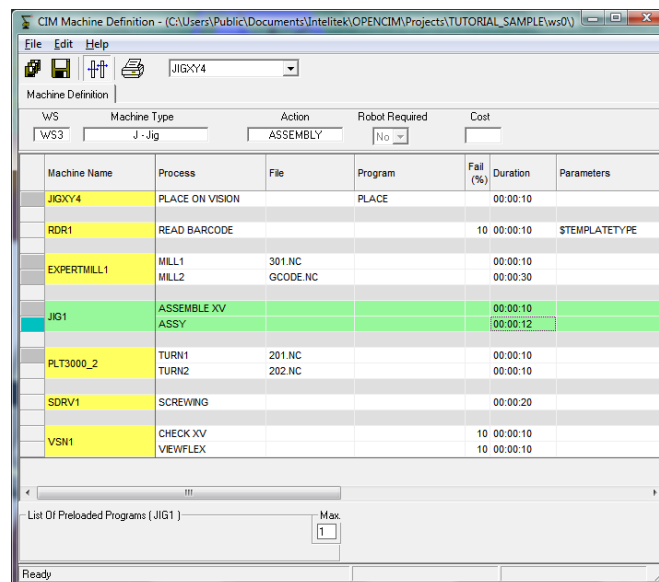 CIM Machine Definition - (C:\Users\Public\Documents\Intelitek\OPENCIM\Projects\TUTORIAL_SAMPLE\ws0\)
File Edit Help
JIGXY4
Machine Definition
WS Machine Type Action Robot Required Cost
WS3 J - Jig ASSEMBLY No
Machine Name Process File Program Fail (%) Duration Parameters
JIGXY4 PLACE ON VISION PLACE 00:00:10
RDR1 READ BARCODE 10 00:00:10 $TEMPLATETYPE
EXPERTMILL1 MILL1 301.NC 00:00:10
MILL2 GCODE.NC 00:00:30
JIG1 ASSEMBLE XV 00:00:10
ASSY 00:00:12
PLT3000_2 TURN1 201.NC 00:00:10
TURN2 202.NC 00:00:10
SDRV1 SCREWING 00:00:20
VSN1 CHECK XV 10 00:00:10
VIEWFLEX 10 00:00:10
List Of Preloaded Programs ( JIG1 ) Max.
1
Ready